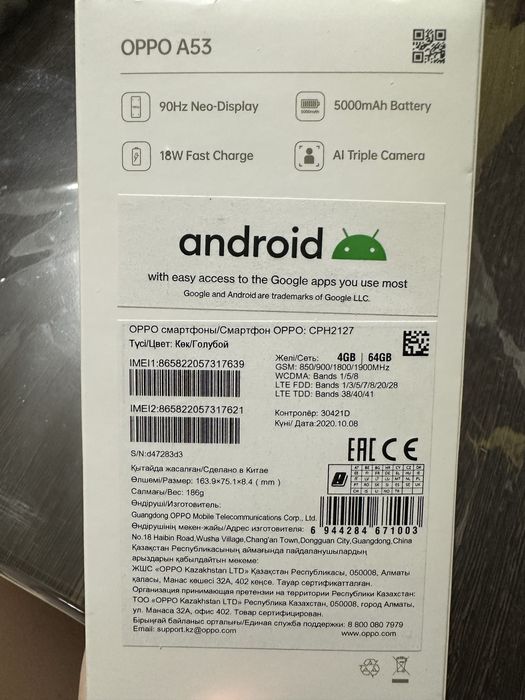 OPPO A53
90Hz Neo-Display
5000mAh
5000mAh Battery
18W Fast Charge
AI Triple Camera
android
with easy access to the Google apps you use most
Google and Android are trademarks of Google LLC.
OPPO смартфоны/Смартфон OPPO: CPH2127
Түсі/Цвет: Көк/Голубой
IMEI1:865822057317639
IMEI2:865822057317621
S/N:d47283d3
Желі/Сеть: 4GB | 64GB
GSM: 850/900/1800/1900MHz
WCDMA: Bands 1/5/8
LTE FDD: Bands 1/3/5/7/8/20/28
LTE TDD: Bands 38/40/41
Контролёр: 30421D
Күні/Дата:2020.10.08
EAC CE
Қытайда жасалған/Сделано в Китае
Өлшемі/Размер: 163.9×75.1×8.4 ( mm )
Салмағы/Вес: 186g
Өндіруші/Изготовитель:
Guangdong OPPO Mobile Telecommunications Corp., Ltd.
Өндірушінің мекен-жайы/Адрес изготовителя:
6 944284 671003
No.18 Haibin Road,Wusha Village,Chang'an Town,Dongguan City,Guangdong,China
Қазақстан Республикасының аймағында пайдаланушылардың
арыздарын қабылдайтын мекеме:
ЖШС «OPPO Kazakhstan LTD» Қазақстан Республикасы, 050008, Алматы
қаласы, Манас көшесі 32А, 402 кеңсе. Тауар сертификатталған.
Организация принимающая претензии на территории Республики Казахстан:
ТОО «OPPO Kazakhstan LTD» Республика Казахстан, 050008, город Алматы,
ул. Манаса 32А, офис 402. Товар сертифицирован.
Бірыңғай байланыс орталығы/Единая служба поддержки: 8 800 080 7979
Email: support.kz@oppo.com www.oppo.com